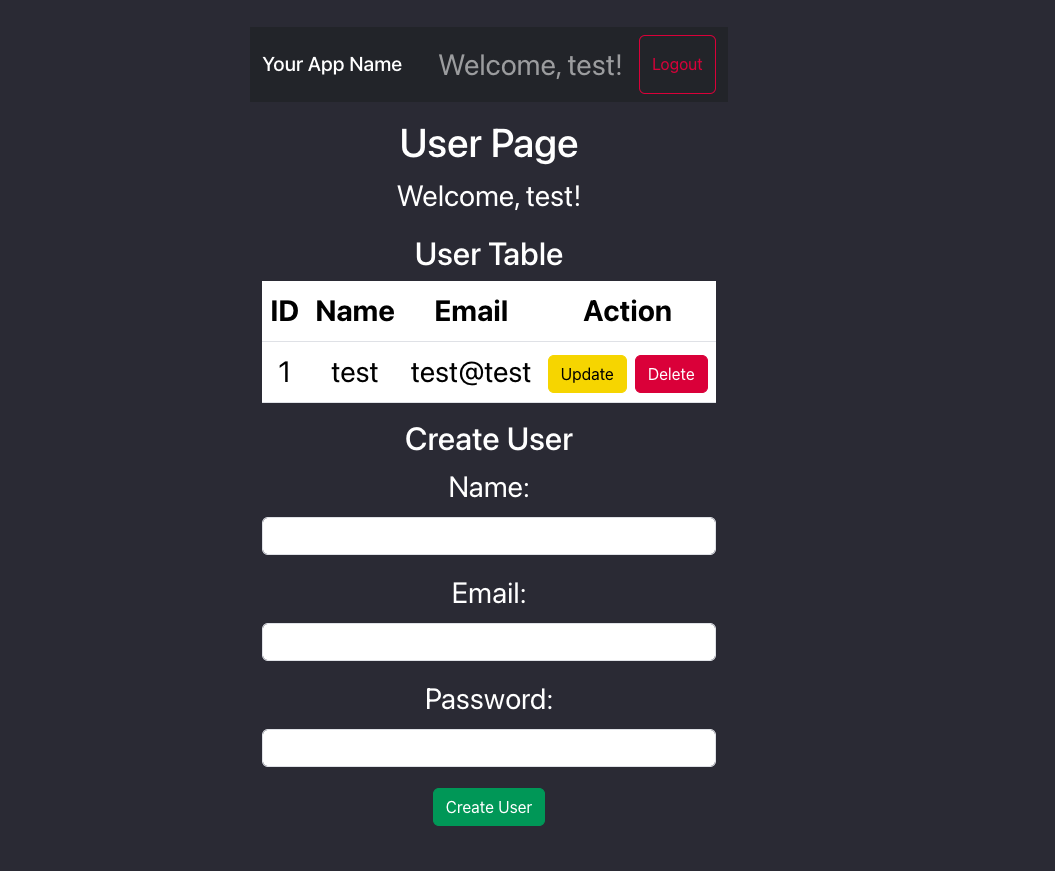 Your App Name Welcome, test! Logout
User Page
Welcome, test!
User Table
ID Name Email Action
1 test test@test Update Delete
Create User
Name:
Email:
Password:
Create User